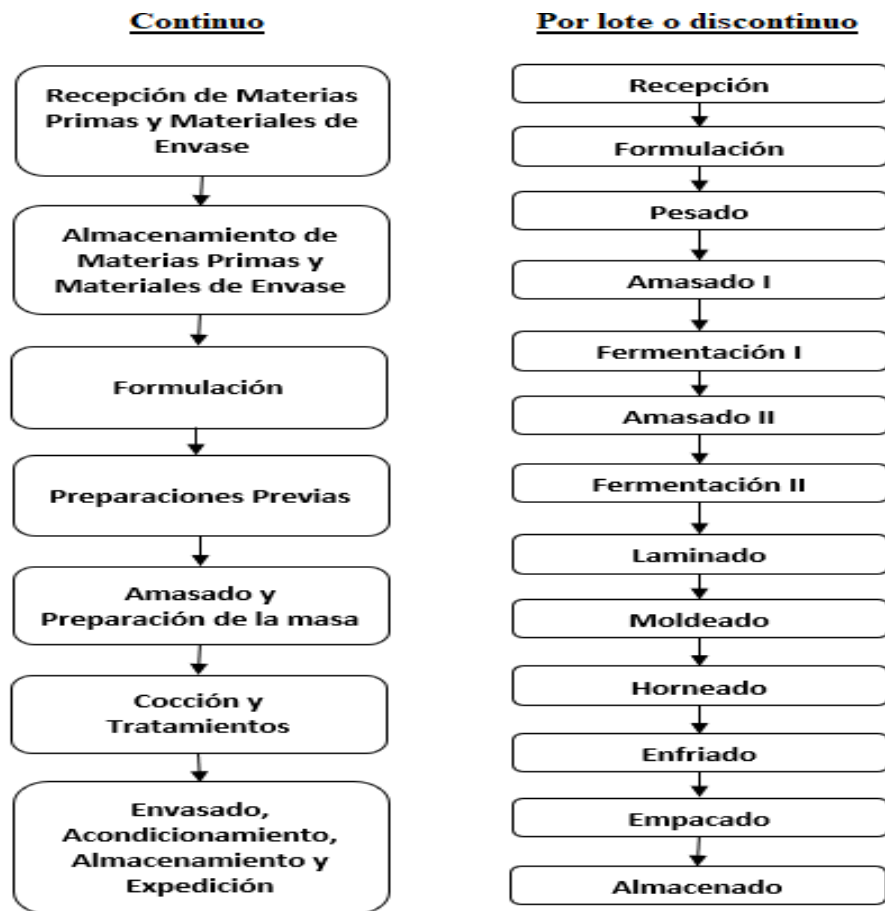 Continuo
Recepción de Materias
Primas y Materiales de
Envase
Almacenamiento de
Materias Primas y
Materiales de Envase
Formulación
Preparaciones Previas
Amasado y
Preparación de la masa
Cocción y
Tratamientos
Envasado,
Acondicionamiento,
Almacenamiento y
Expedición
Por lote o discontinuo
Recepción
Formulación
Pesado
Amasado I
Fermentación I
Amasado II
Fermentación II
Laminado
Moldeado
Horneado
Enfriado
Empacado
Almacenado